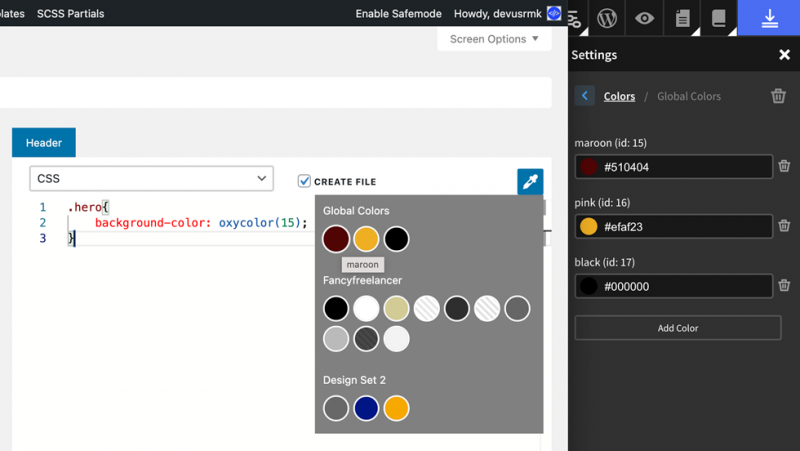 lates SCSS Partials Enable Safemode Howdy, devusrmk
Screen Options ▼
Header
CSS
CREATE FILE
1 .hero{
2 background-color: oxycolor(15);
3 }
Global Colors
maroon
Fancyfreelancer
Design Set 2
Settings
Colors / Global Colors
maroon (id: 15)
#510404
pink (id: 16)
#efaf23
black (id: 17)
#000000
Add Color